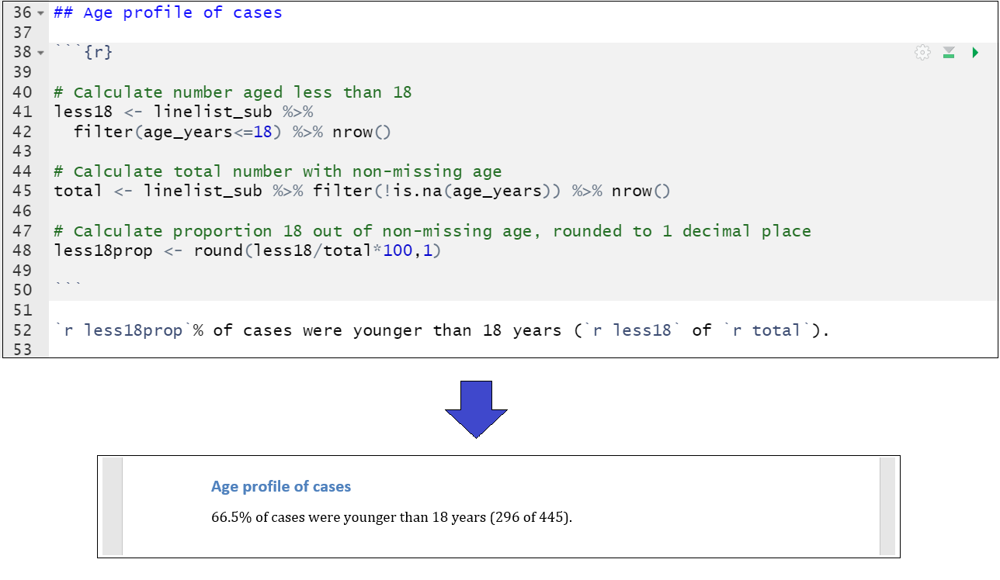 36 ## Age profile of cases
37
38 ```{r}
39
40 # Calculate number aged less than 18
41 less18 <- linelist_sub %>%
42   filter(age_years<=18) %>% nrow()
43
44 # Calculate total number with non-missing age
45 total <- linelist_sub %>% filter(!is.na(age_years)) %>% nrow()
46
47 # Calculate proportion 18 out of non-missing age, rounded to 1 decimal place
48 less18prop <- round(less18/total*100,1)
49
50 ```
51
52 `r less18prop`% of cases were younger than 18 years (`r less18` of `r total`).
53
Age profile of cases
66.5% of cases were younger than 18 years (296 of 445).